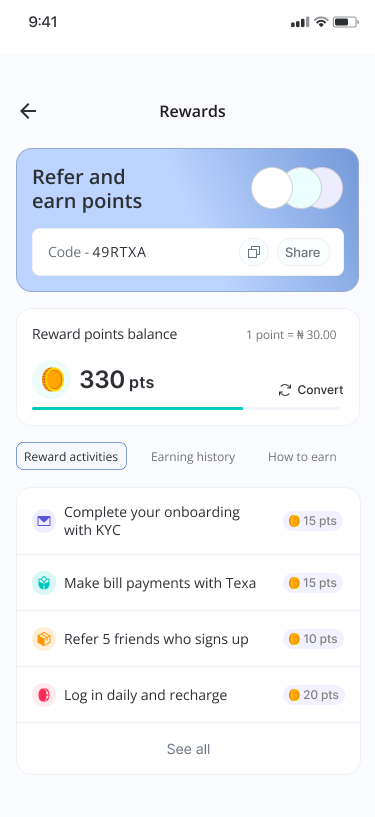 9:41
Rewards
Refer and
earn points
Code - 49RTXA
Share
Reward points balance
1 point = ₦ 30.00
330 pts
Convert
Reward activities
Earning history
How to earn
Complete your onboarding
with KYC
15 pts
Make bill payments with Texa
15 pts
Refer 5 friends who signs up
10 pts
Log in daily and recharge
20 pts
See all